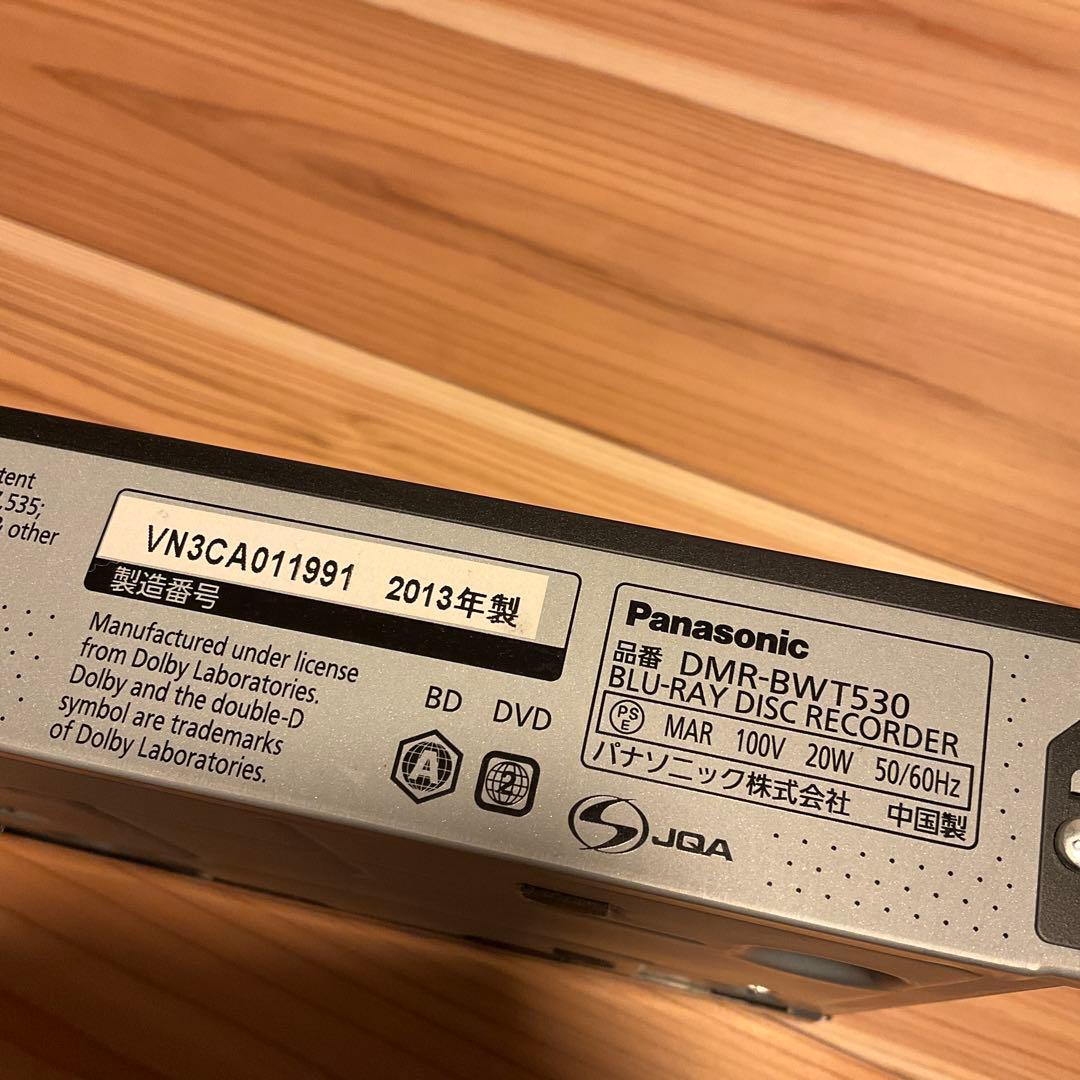 tent
,535;
& other
VN3CA011991 2013年製
製造番号
Manufactured under license
from Dolby Laboratories.
Dolby and the double-D
symbol are trademarks
of Dolby Laboratories.
BD DVD
A 2
Panasonic
品番 DMR-BWT530
BLU-RAY DISC RECORDER
PSE MAR 100V 20W 50/60Hz
パナソニック株式会社 中国製
JQA